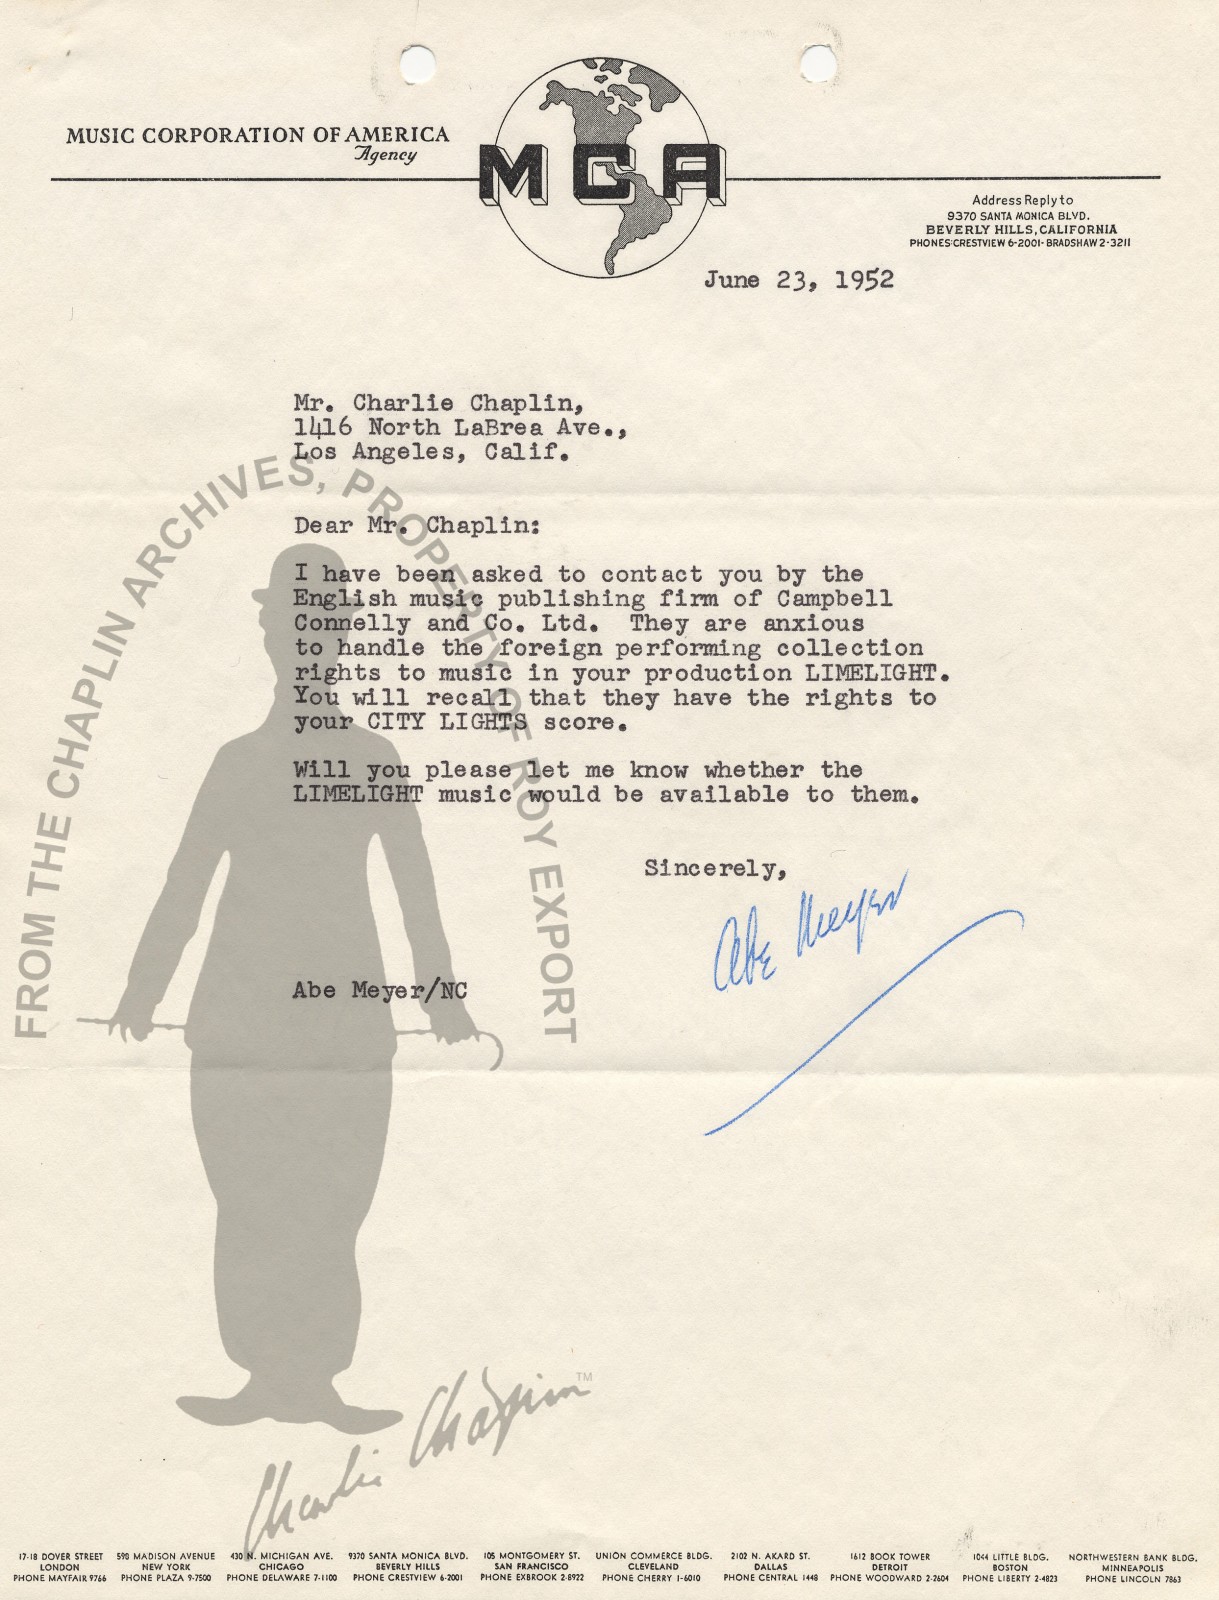 MUSIC CORPORATION OF AMERICA
Agency
MCA
Address Reply to
9370 SANTA MONICA BLVD.
BEVERLY HILLS, CALIFORNIA
PHONES: CRESTVIEW 6-2001 · BRADSHAW 2-3211
June 23, 1952
Mr. Charlie Chaplin,
1416 North LaBrea Ave.,
Los Angeles, Calif.
Dear Mr. Chaplin:
I have been asked to contact you by the
English music publishing firm of Campbell
Connelly and Co. Ltd. They are anxious
to handle the foreign performing collection
rights to music in your production LIMELIGHT.
You will recall that they have the rights to
your CITY LIGHTS score.
Will you please let me know whether the
LIMELIGHT music would be available to them.
Sincerely,
Abe Meyer
Abe Meyer/NC
FROM THE CHAPLIN ARCHIVES, PROPERTY OF ROY EXPORT
Charlie Chaplin™
17-18 DOVER STREET
LONDON
PHONE MAYFAIR 9766
590 MADISON AVENUE
NEW YORK
PHONE PLAZA 9-7500
430 N. MICHIGAN AVE.
CHICAGO
PHONE DELAWARE 7-1100
9370 SANTA MONICA BLVD.
BEVERLY HILLS
PHONE CRESTVIEW 6-2001
105 MONTGOMERY ST.
SAN FRANCISCO
PHONE EXBROOK 2-8922
UNION COMMERCE BLDG.
CLEVELAND
PHONE CHERRY 1-6010
2102 N. AKARD ST.
DALLAS
PHONE CENTRAL 1448
1612 BOOK TOWER
DETROIT
PHONE WOODWARD 2-2604
1044 LITTLE BLDG.
BOSTON
PHONE LIBERTY 2-4823
NORTHWESTERN BANK BLDG.
MINNEAPOLIS
PHONE LINCOLN 7863